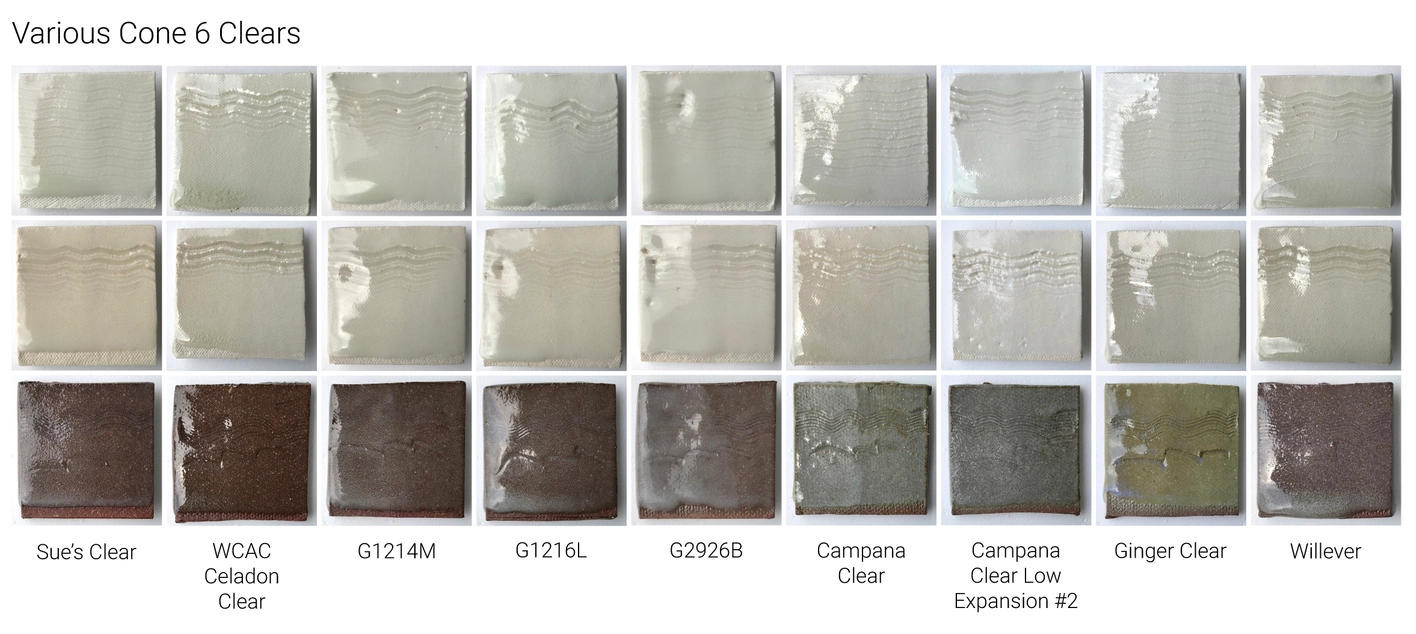 Various Cone 6 Clears
Sue's Clear
WCAC
Celadon
Clear
G1214M
G1216L
G2926B
Campana
Clear
Campana
Clear Low
Expansion #2
Ginger Clear
Willever